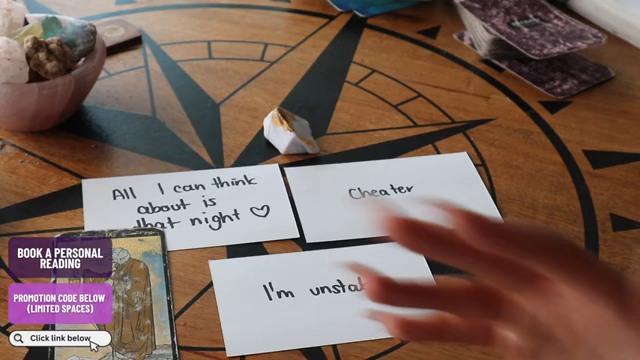 All I can think
about is
that night ♡
Cheater
I'm
BOOK A PERSONAL
READING
PROMOTION CODE BELOW
(LIMITED SPACES)
Click link below